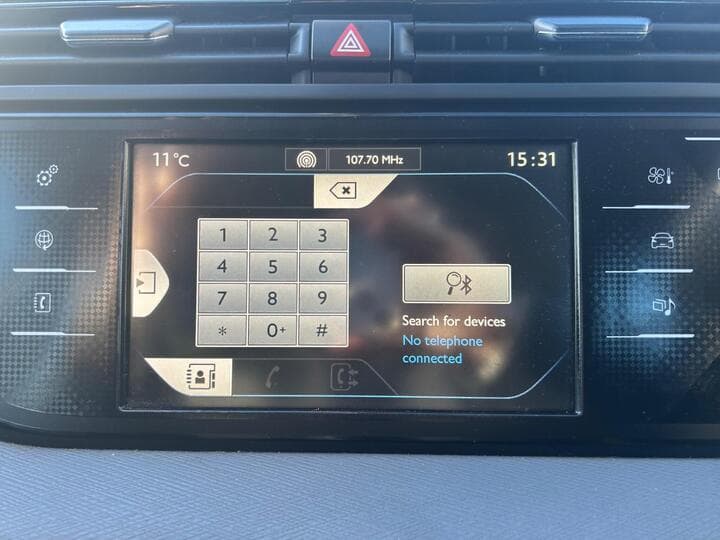 11°C
107.70 MHz
15:31
1 2 3
4 5 6
7 8 9
* 0+ #
Search for devices
No telephone
connected